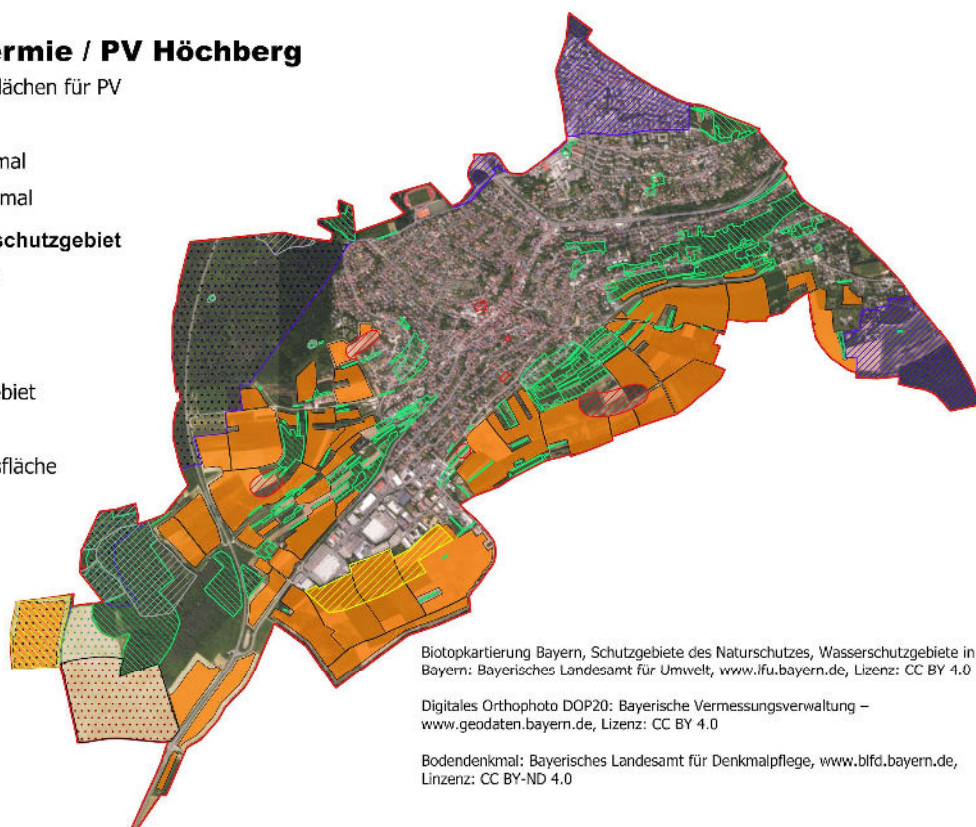 ermie / PV Höchberg
lächen für PV
mal
mal
schutzgebiet
ebiet
sfläche
Biotopkartierung Bayern, Schutzgebiete des Naturschutzes, Wasserschutzgebiete in
Bayern: Bayerisches Landesamt für Umwelt, www.lfu.bayern.de, Lizenz: CC BY 4.0
Digitales Orthophoto DOP20: Bayerische Vermessungsverwaltung –
www.geodaten.bayern.de, Lizenz: CC BY 4.0
Bodendenkmal: Bayerisches Landesamt für Denkmalpflege, www.blfd.bayern.de,
Linzenz: CC BY-ND 4.0